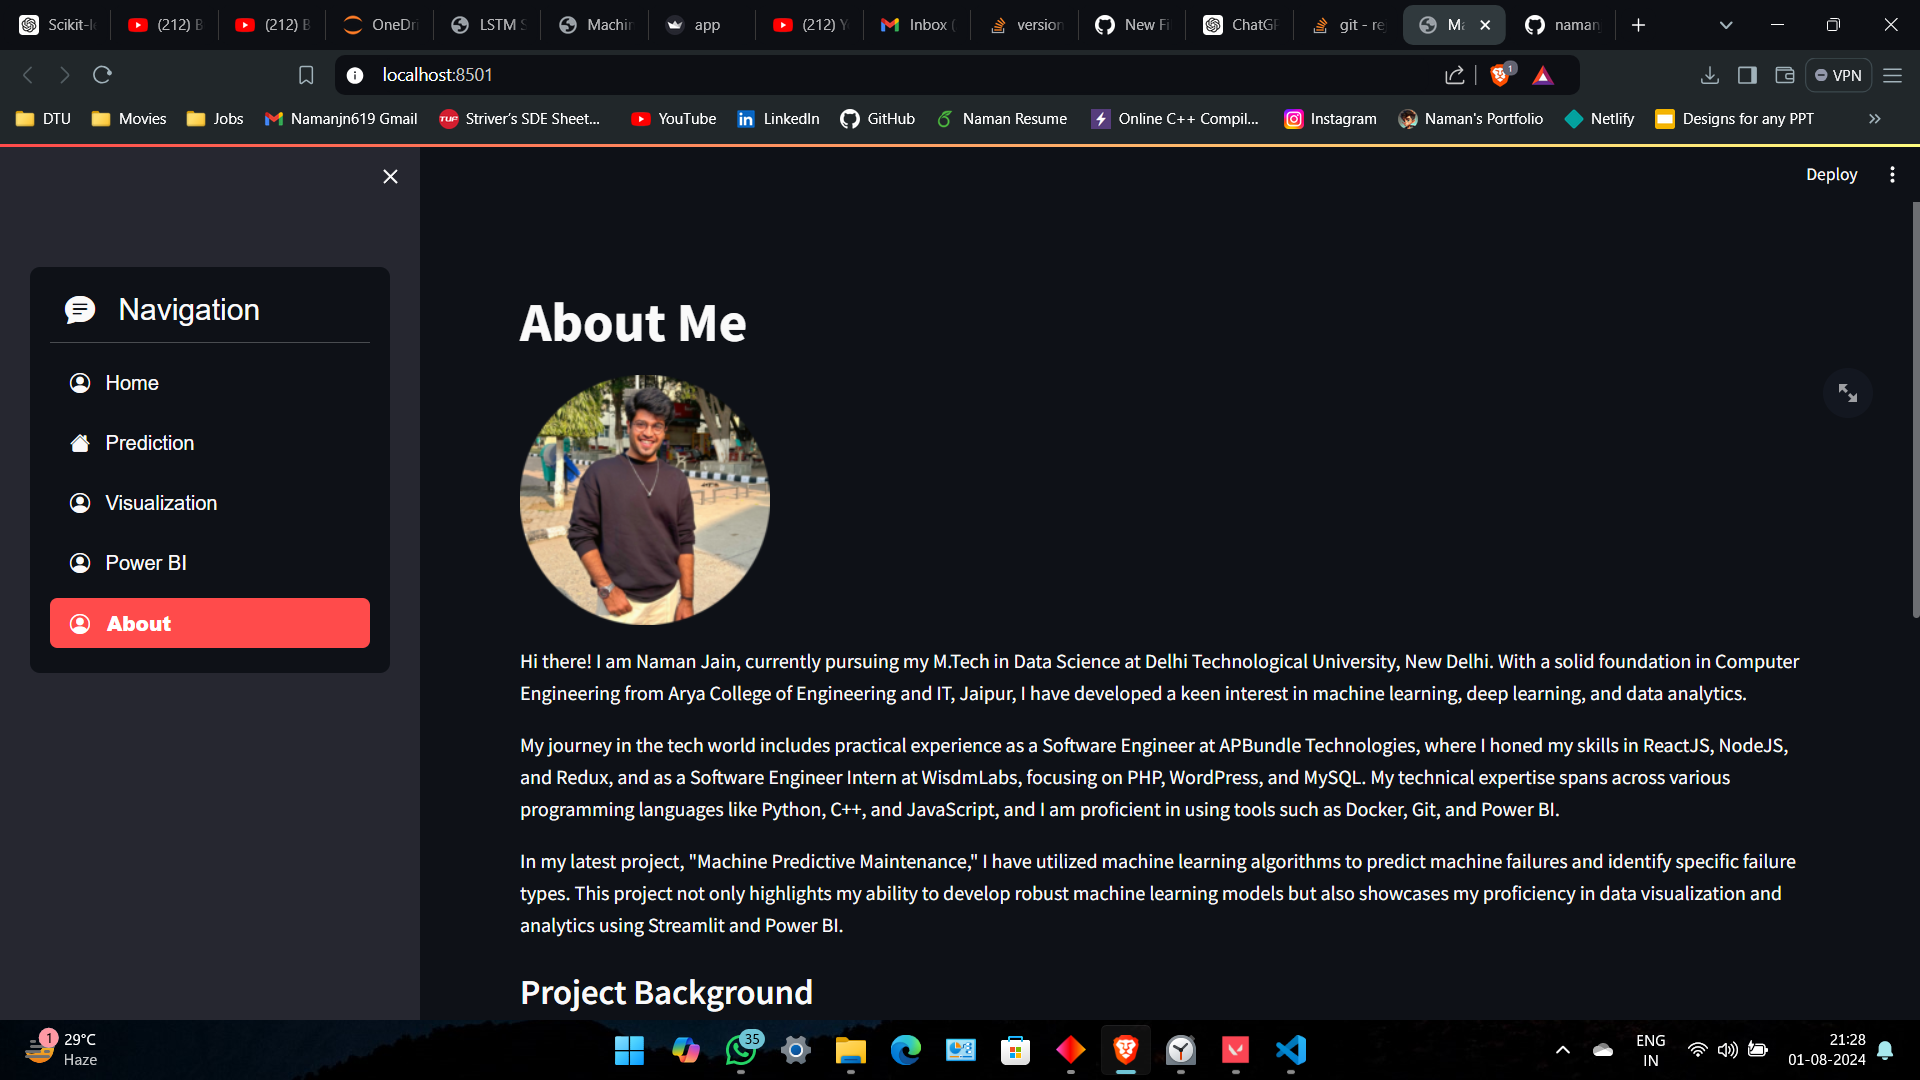 Scikit-l
(212) B
(212) B
OneDri
LSTM S
Machin
app
(212) Y
Inbox (
version
New Fi
ChatGP
git - re
Ma
naman
localhost:8501
1
VPN
DTU
Movies
Jobs
Namanjn619 Gmail
TUF
Striver's SDE Sheet...
YouTube
LinkedIn
GitHub
Naman Resume
Online C++ Compil...
Instagram
Naman's Portfolio
Netlify
Designs for any PPT
Deploy
Navigation
Home
Prediction
Visualization
Power BI
About
About Me
Hi there! I am Naman Jain, currently pursuing my M.Tech in Data Science at Delhi Technological University, New Delhi. With a solid foundation in Computer
Engineering from Arya College of Engineering and IT, Jaipur, I have developed a keen interest in machine learning, deep learning, and data analytics.
My journey in the tech world includes practical experience as a Software Engineer at APBundle Technologies, where I honed my skills in ReactJS, NodeJS,
and Redux, and as a Software Engineer Intern at WisdmLabs, focusing on PHP, WordPress, and MySQL. My technical expertise spans across various
programming languages like Python, C++, and JavaScript, and I am proficient in using tools such as Docker, Git, and Power BI.
In my latest project, "Machine Predictive Maintenance," I have utilized machine learning algorithms to predict machine failures and identify specific failure
types. This project not only highlights my ability to develop robust machine learning models but also showcases my proficiency in data visualization and
analytics using Streamlit and Power BI.
Project Background
1
29°C
Haze
35
ENG
IN
21:28
01-08-2024